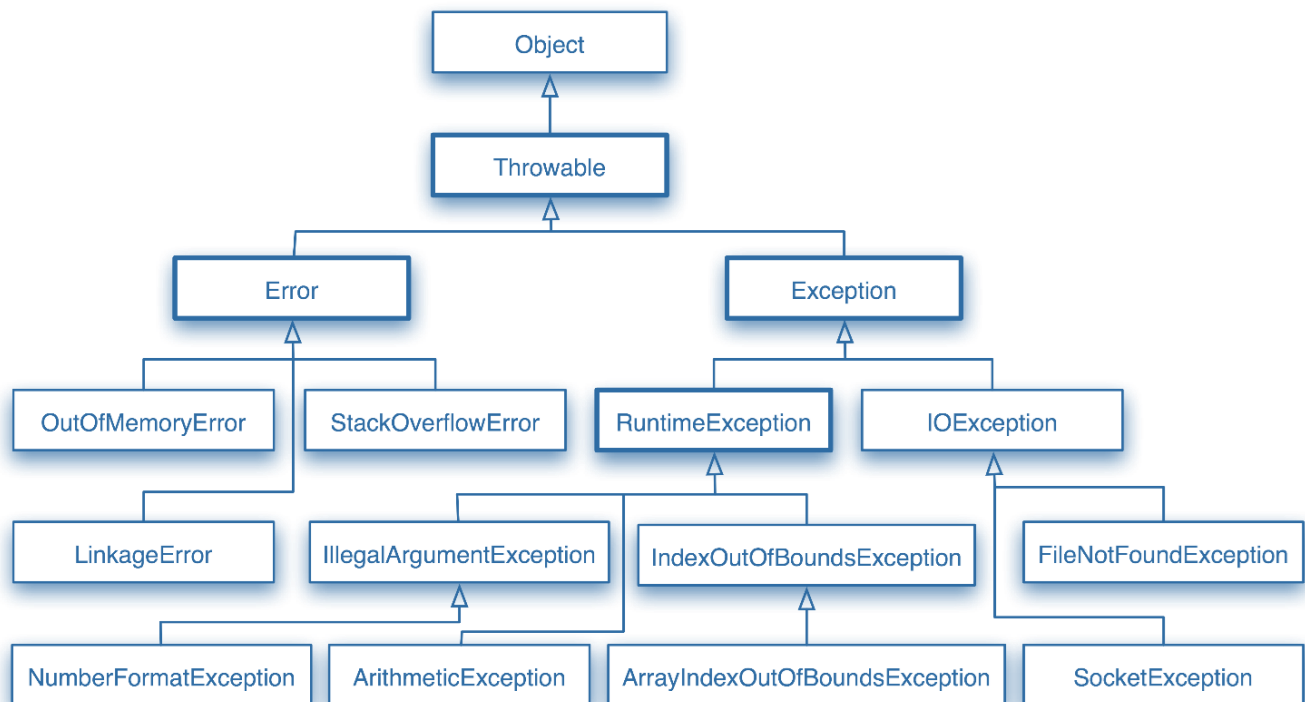 Object
Throwable
Error
Exception
OutOfMemoryError
StackOverflowError
RuntimeException
IOException
LinkageError
IllegalArgumentException
IndexOutOfBoundsException
FileNotFoundException
NumberFormatException
ArithmeticException
ArrayIndexOutOfBoundsException
SocketException